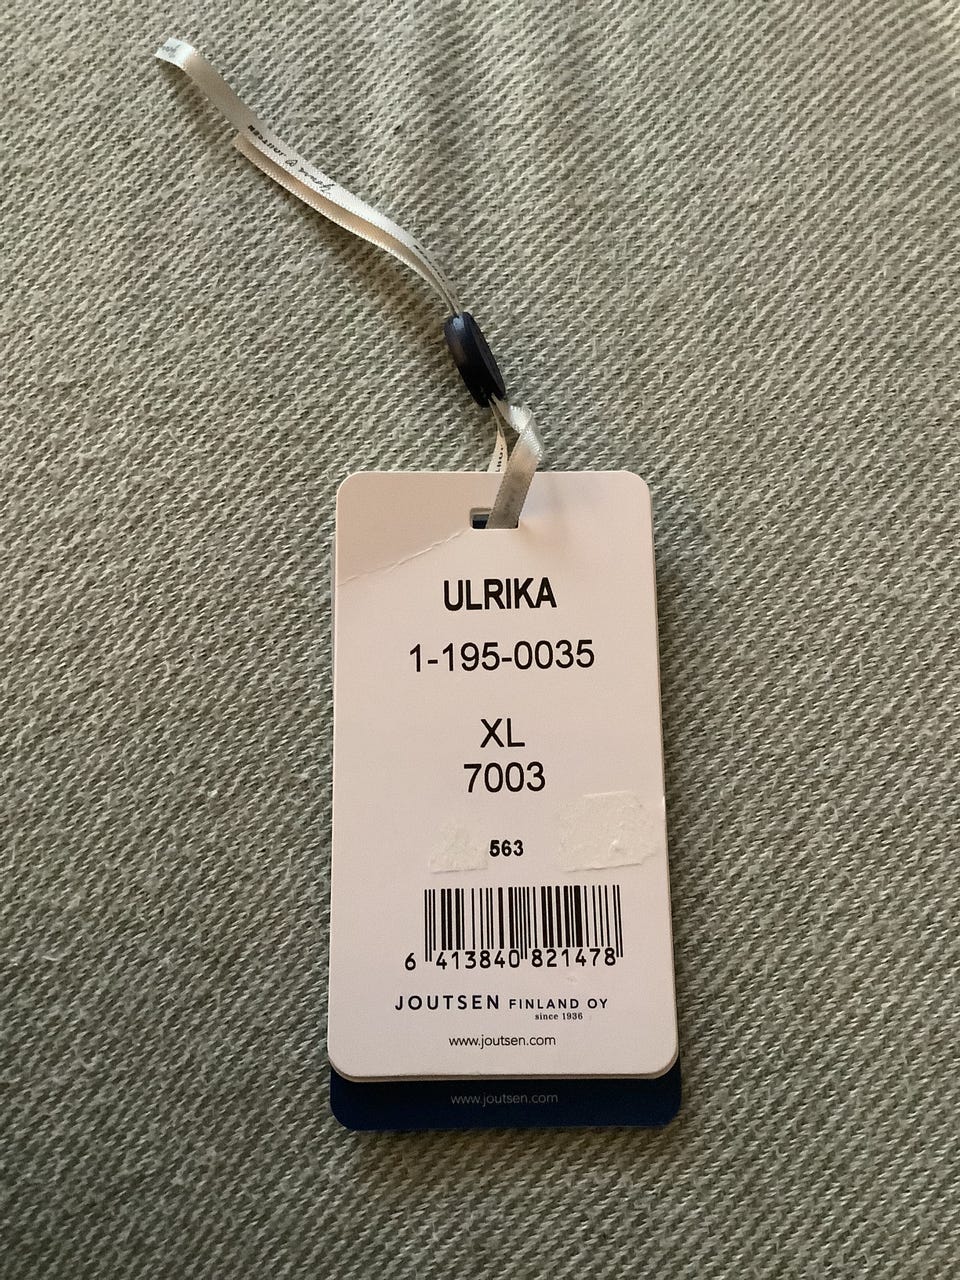 JOUTSEN
ULRIKA
1-195-0035
XL
7003
563
6 413840 821478
JOUTSEN FINLAND OY
since 1936
www.joutsen.com
www.joutsen.com